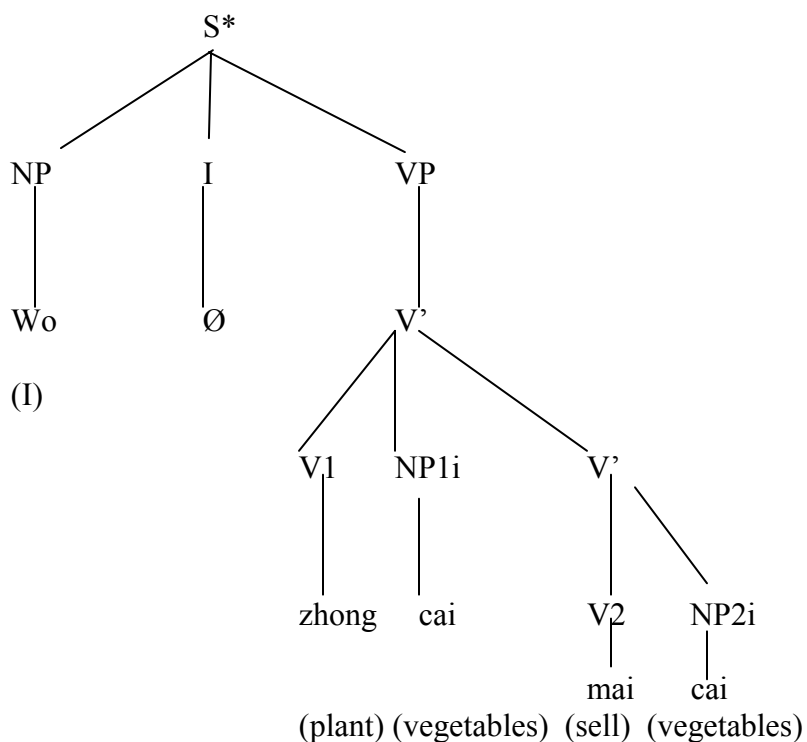 S*
NP I VP
Wo Ø V’
(I)
V1 NP1i V’
zhong cai V2 NP2i
mai cai
(plant) (vegetables) (sell) (vegetables)